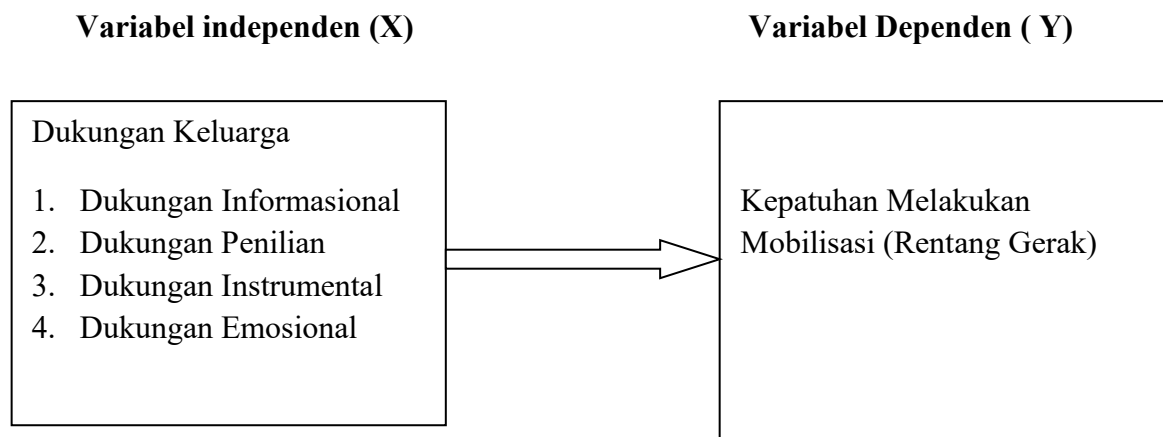 Variabel independen (X)
Variabel Dependen ( Y)
Dukungan Keluarga
1. Dukungan Informasional
2. Dukungan Penilian
3. Dukungan Instrumental
4. Dukungan Emosional
Kepatuhan Melakukan
Mobilisasi (Rentang Gerak)